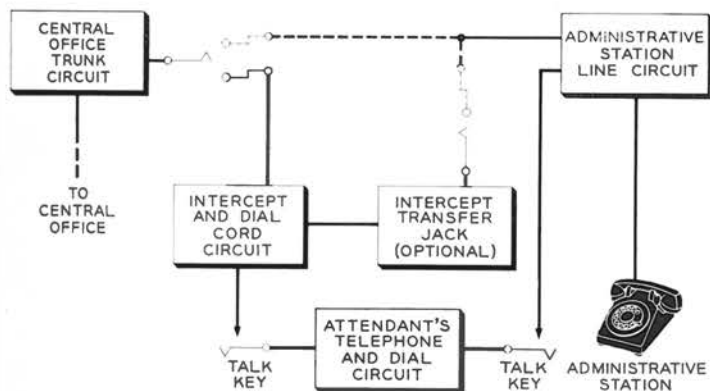 CENTRAL
OFFICE
TRUNK
CIRCUIT
ADMINISTRATIVE
STATION
LINE CIRCUIT
TO
CENTRAL
OFFICE
INTERCEPT
AND DIAL
CORD
CIRCUIT
INTERCEPT
TRANSFER
JACK
(OPTIONAL)
TALK
KEY
ATTENDANT'S
TELEPHONE
AND DIAL
CIRCUIT
TALK
KEY
ADMINISTRATIVE
STATION